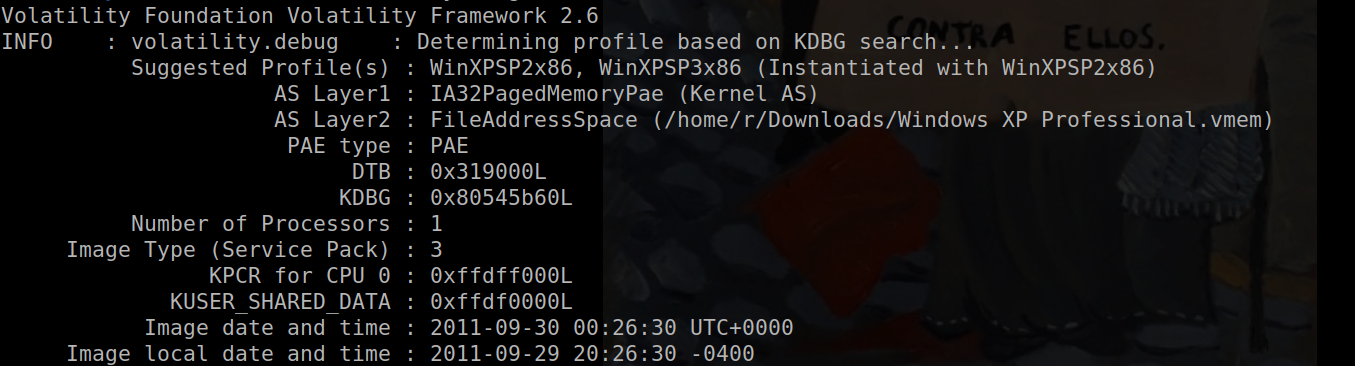 Volatility Foundation Volatility Framework 2.6
INFO    : volatility.debug    : Determining profile based on KDBG search...
          Suggested Profile(s) : WinXPSP2x86, WinXPSP3x86 (Instantiated with WinXPSP2x86)
                     AS Layer1 : IA32PagedMemoryPae (Kernel AS)
                     AS Layer2 : FileAddressSpace (/home/r/Downloads/Windows XP Professional.vmem)
                      PAE type : PAE
                           DTB : 0x319000L
                          KDBG : 0x80545b60L
          Number of Processors : 1
     Image Type (Service Pack) : 3
                KPCR for CPU 0 : 0xffdff000L
             KUSER_SHARED_DATA : 0xffdf0000L
           Image date and time : 2011-09-30 00:26:30 UTC+0000
     Image local date and time : 2011-09-29 20:26:30 -0400
CONTRA ELLOS.